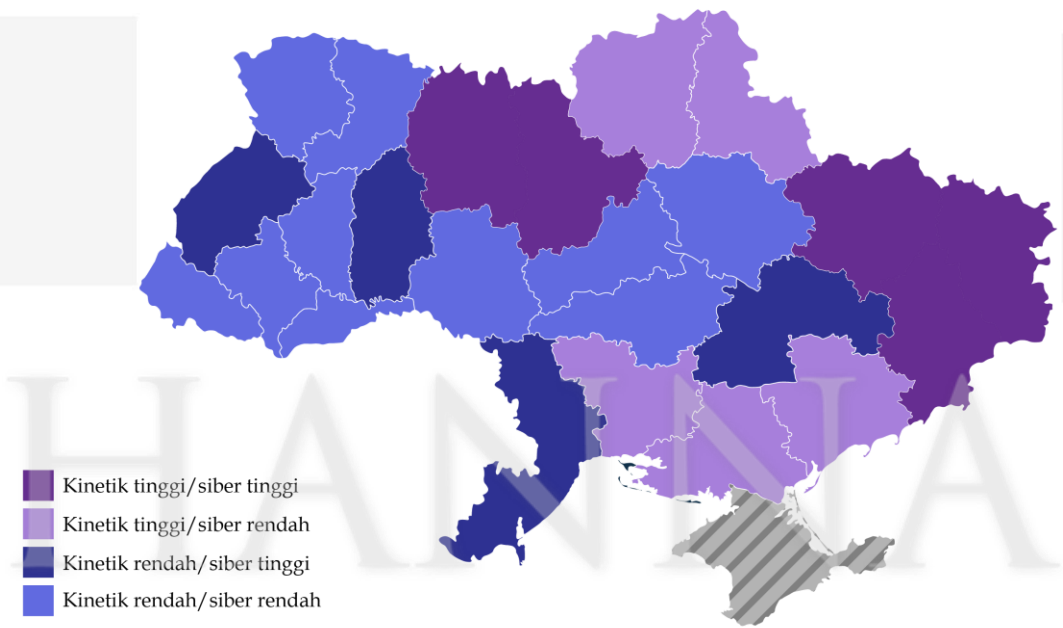 HANNA
Kinetik tinggi/siber tinggi
Kinetik tinggi/siber rendah
Kinetik rendah/siber tinggi
Kinetik rendah/siber rendah